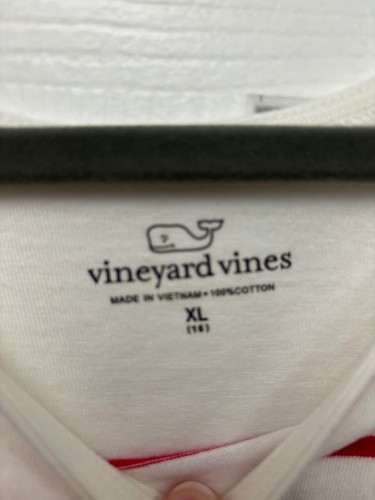 vineyard vines
MADE IN VIETNAM • 100%COTTON
XL
(16)